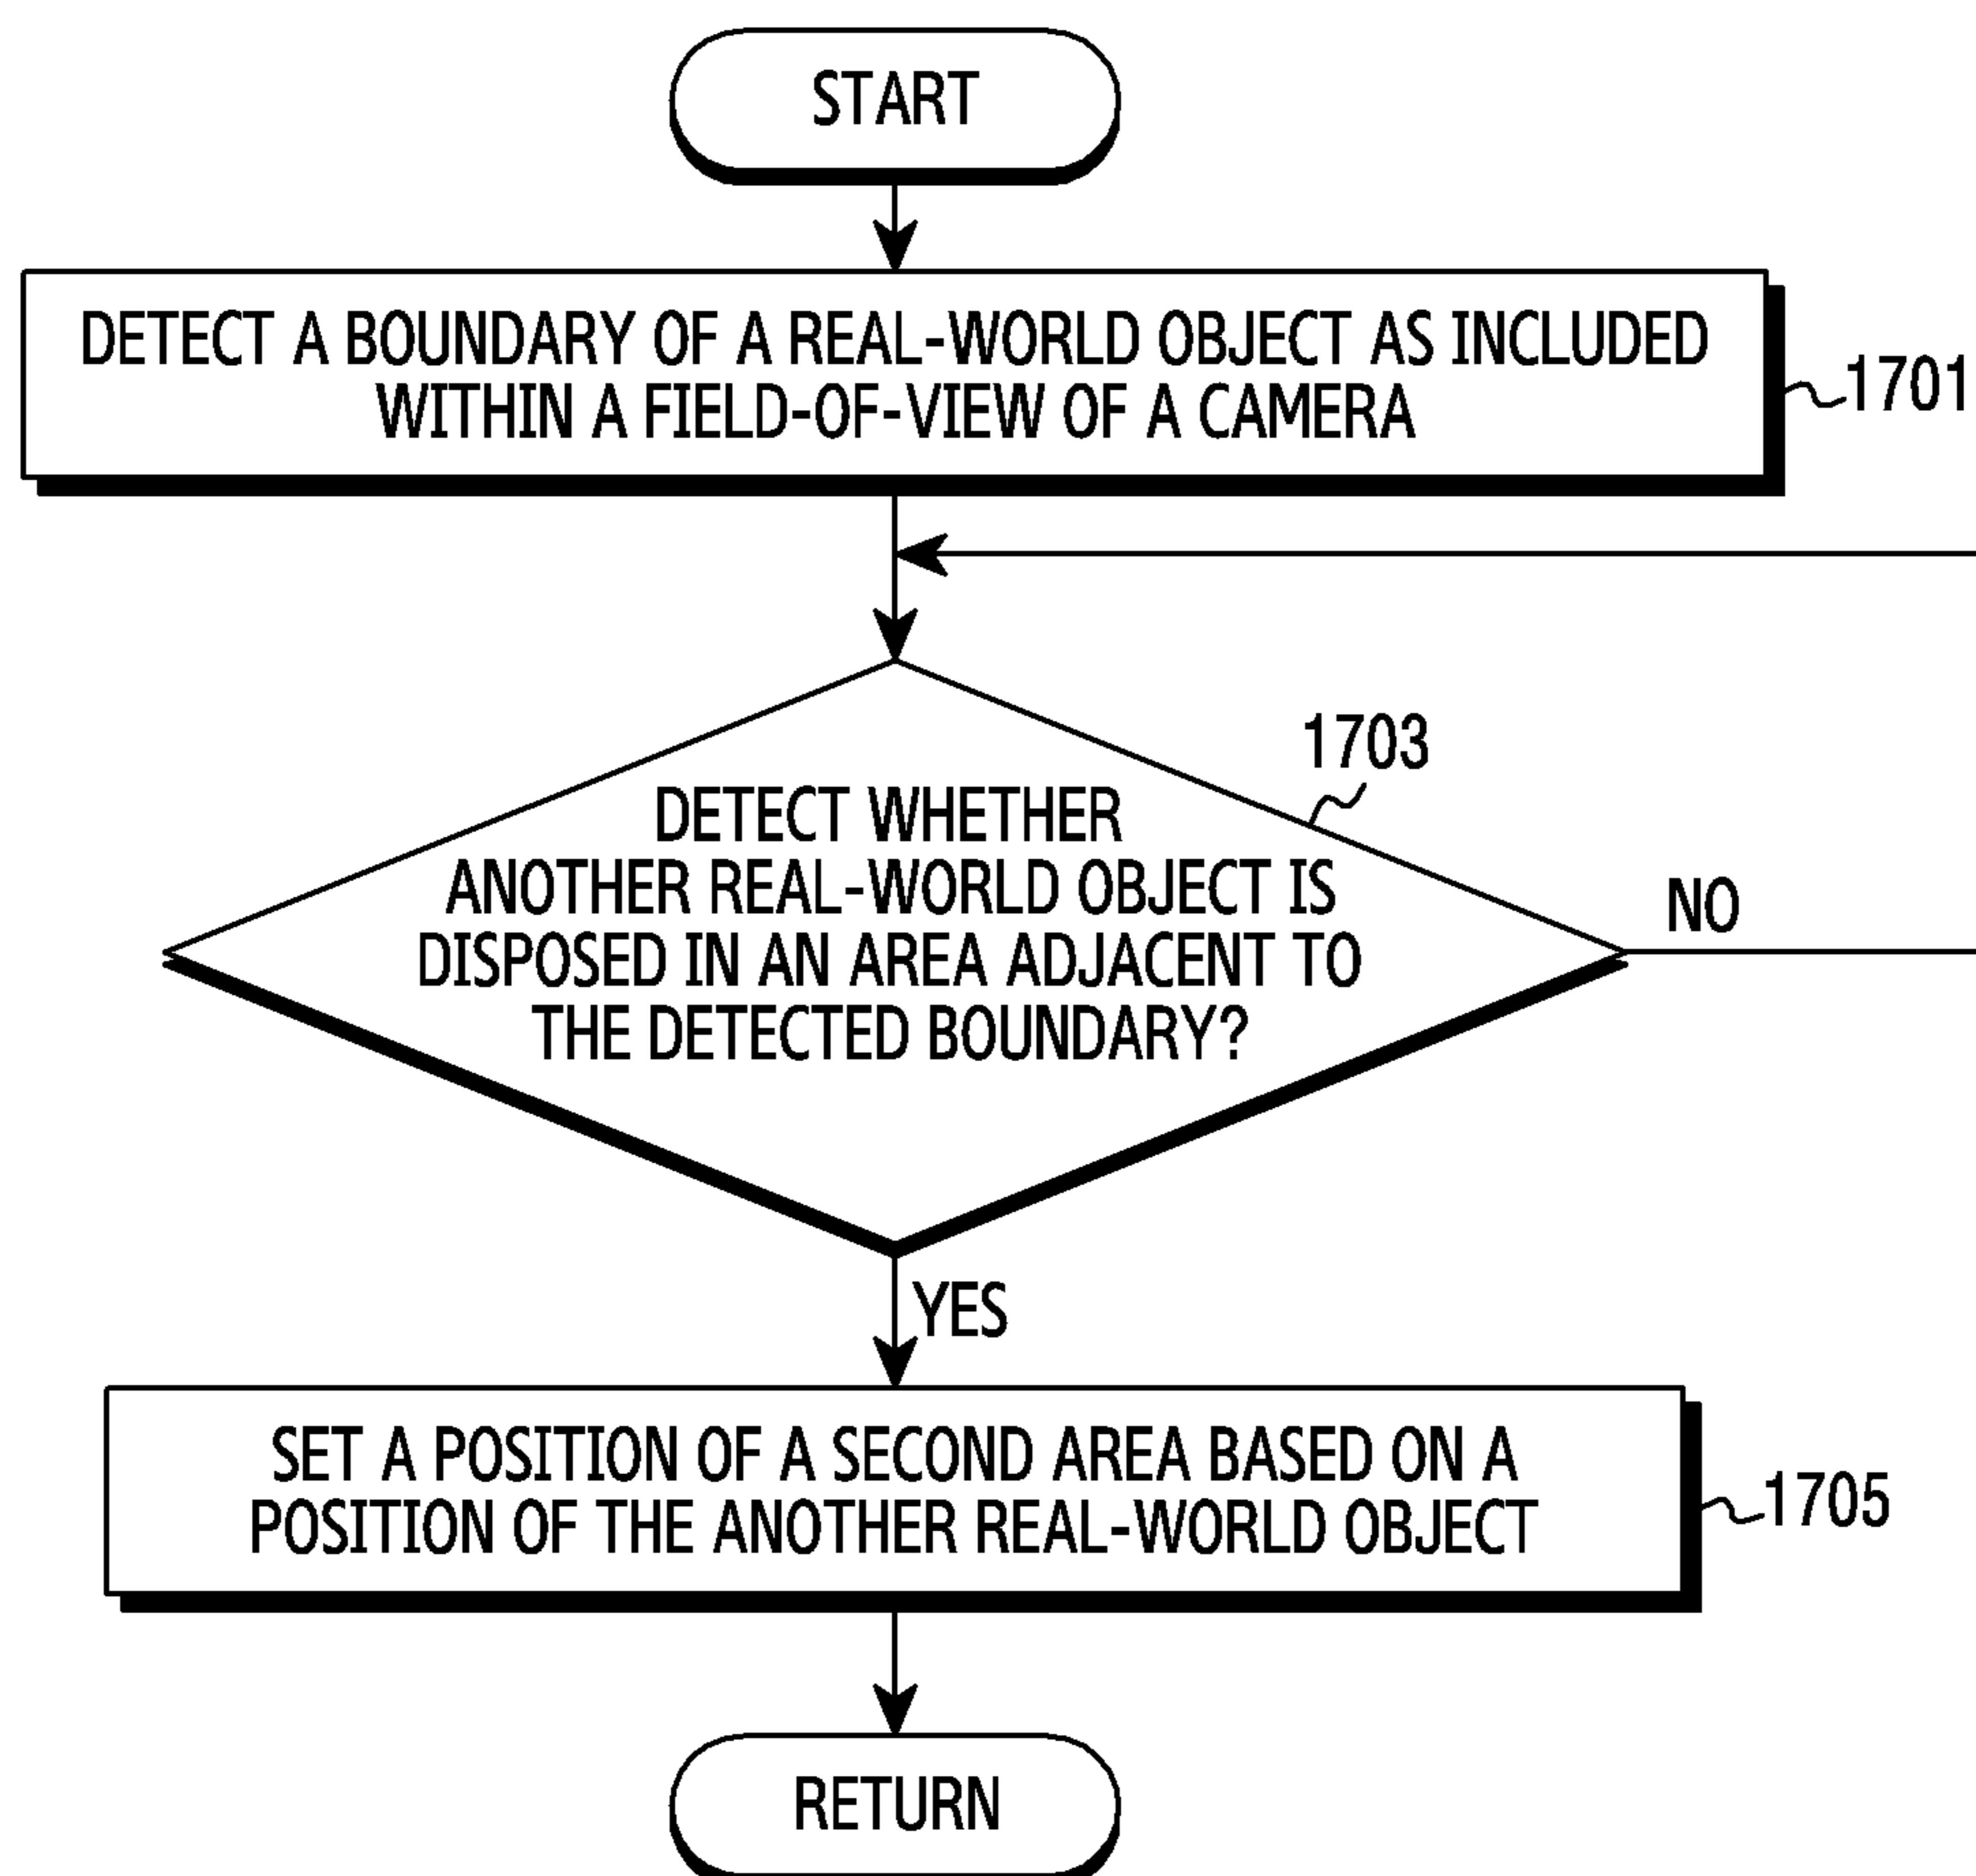 START
DETECT A BOUNDARY OF A REAL-WORLD OBJECT AS INCLUDED
WITHIN A FIELD-OF-VIEW OF A CAMERA
1701
1703
DETECT WHETHER
ANOTHER REAL-WORLD OBJECT IS
DISPOSED IN AN AREA ADJACENT TO
THE DETECTED BOUNDARY?
NO
YES
SET A POSITION OF A SECOND AREA BASED ON A
POSITION OF THE ANOTHER REAL-WORLD OBJECT
1705
RETURN